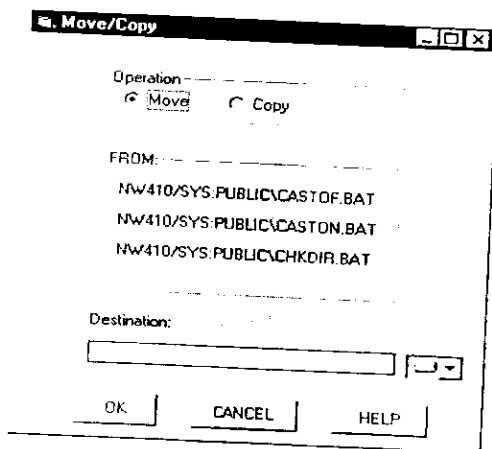 Move/Copy
Operation
Move Copy
FROM:
NW410/SYS:PUBLIC\CASTOF.BAT
NW410/SYS:PUBLIC\CASTON.BAT
NW410/SYS:PUBLIC\CHKDIR.BAT
Destination:
OK CANCEL HELP